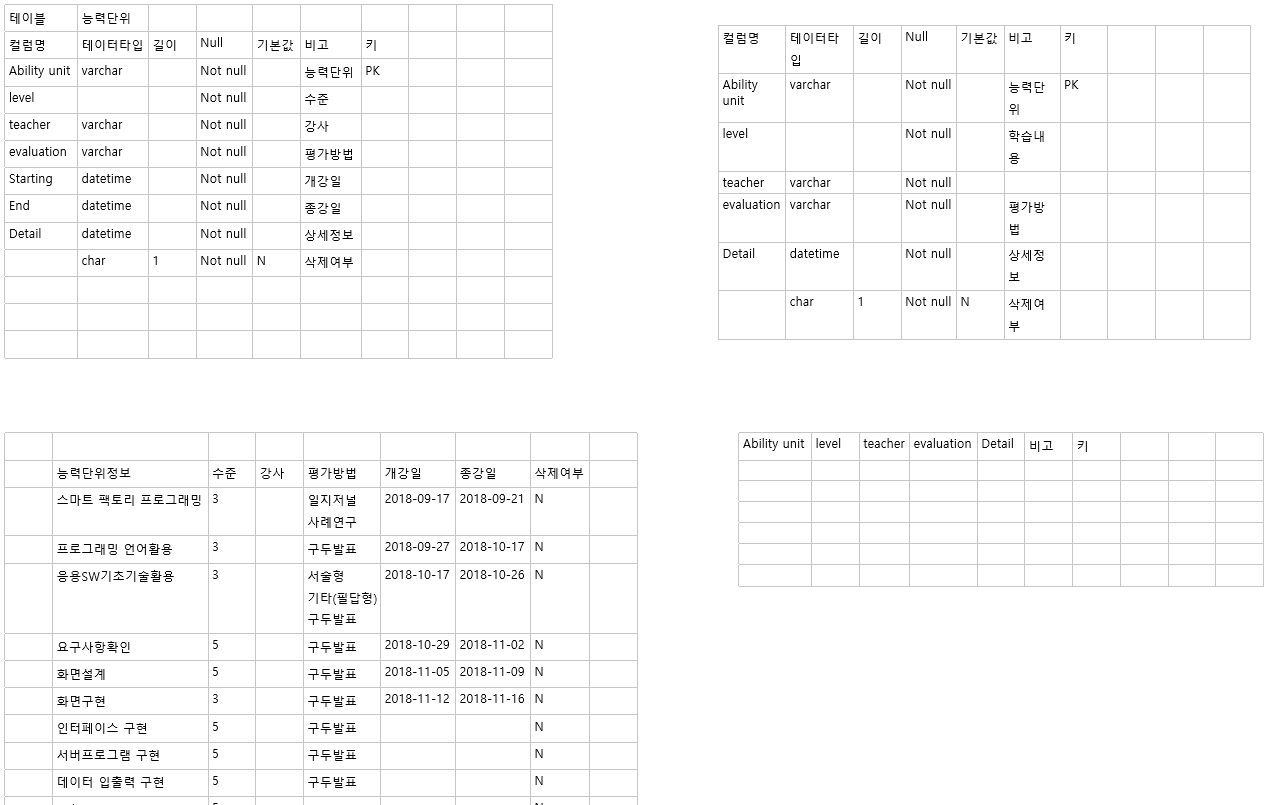 테이블 능력단위
컬럼명 테이터타입 길이 Null 기본값 비고 키
Ability unit varchar Not null 능력단위 PK
level Not null 수준
teacher varchar Not null 강사
evaluation varchar Not null 평가방법
Starting datetime Not null 개강일
End datetime Not null 종강일
Detail datetime Not null 상세정보
char 1 Not null N 삭제여부
컬럼명 테이터타 길이 Null 기본값 비고 키
입
Ability varchar Not null 능력단 PK
unit 위
level Not null 학습내
용
teacher varchar Not null
evaluation varchar Not null 평가방
법
Detail datetime Not null 상세정
보
char 1 Not null N 삭제여
부
능력단위정보 수준 강사 평가방법 개강일 종강일 삭제여부
스마트 팩토리 프로그래밍 3 일지저널 2018-09-17 2018-09-21 N
사례연구
프로그래밍 언어활용 3 구두발표 2018-09-27 2018-10-17 N
응용SW기초기술활용 3 서술형 2018-10-17 2018-10-26 N
기타(필답형)
구두발표
요구사항확인 5 구두발표 2018-10-29 2018-11-02 N
화면설계 5 구두발표 2018-11-05 2018-11-09 N
화면구현 3 구두발표 2018-11-12 2018-11-16 N
인터페이스 구현 5 구두발표 N
서버프로그램 구현 5 구두발표 N
데이터 입출력 구현 5 구두발표 N
Ability unit level teacher evaluation Detail 비고 키